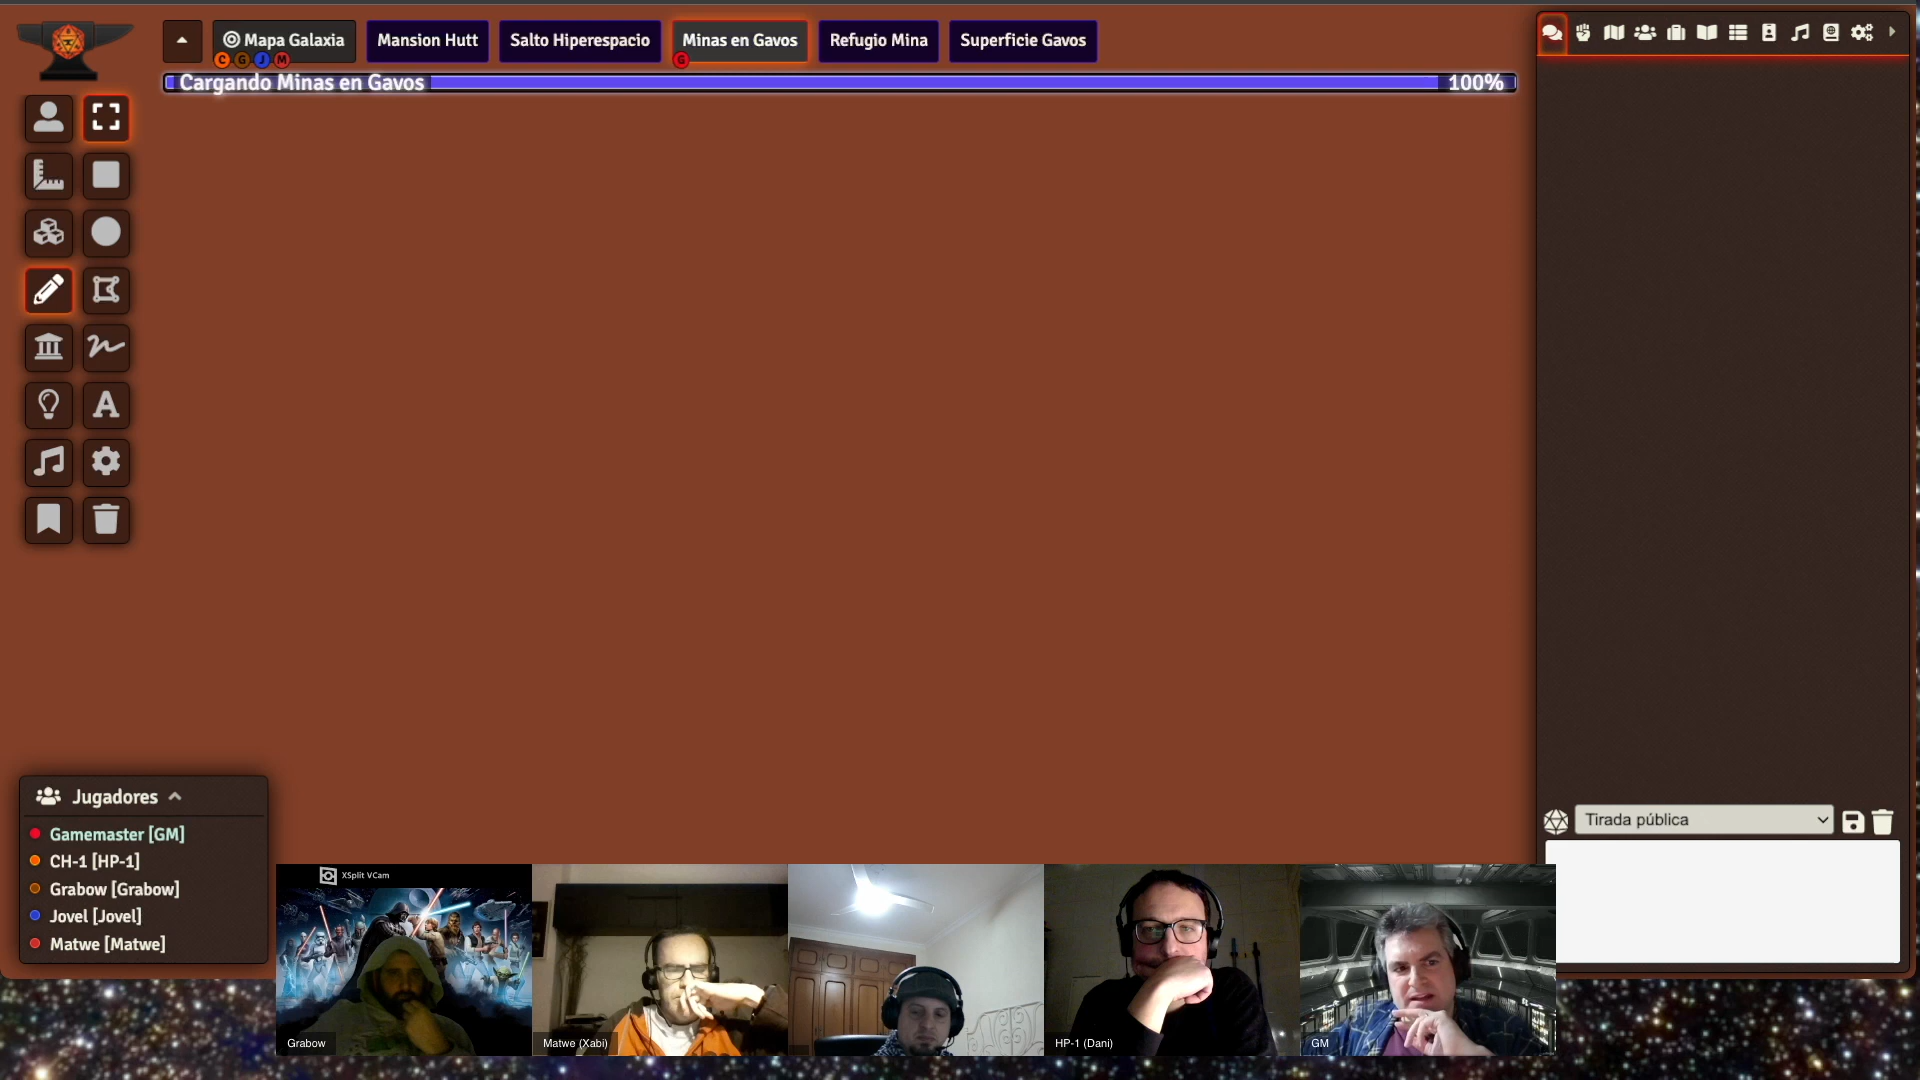 Mapa Galaxia
Mansion Hutt
Salto Hiperespacio
Minas en Gavos
Refugio Mina
Superficie Gavos
C G J M
G
Cargando Minas en Gavos 100%
A
Jugadores
Gamemaster [GM]
CH-1 [HP-1]
Grabow [Grabow]
Jovel [Jovel]
Matwe [Matwe]
Tirada pública
XSplit VCam
Grabow
Matwe (Xabi)
HP-1 (Dani)
GM